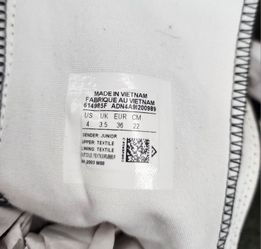 MADE IN VIETNAM
FABRIQUE AU VIETNAM
US UK EUR CM
4 3.5 36 22
GENDER JUNIOR
UPPER TEXTILE
LINING TEXTILE